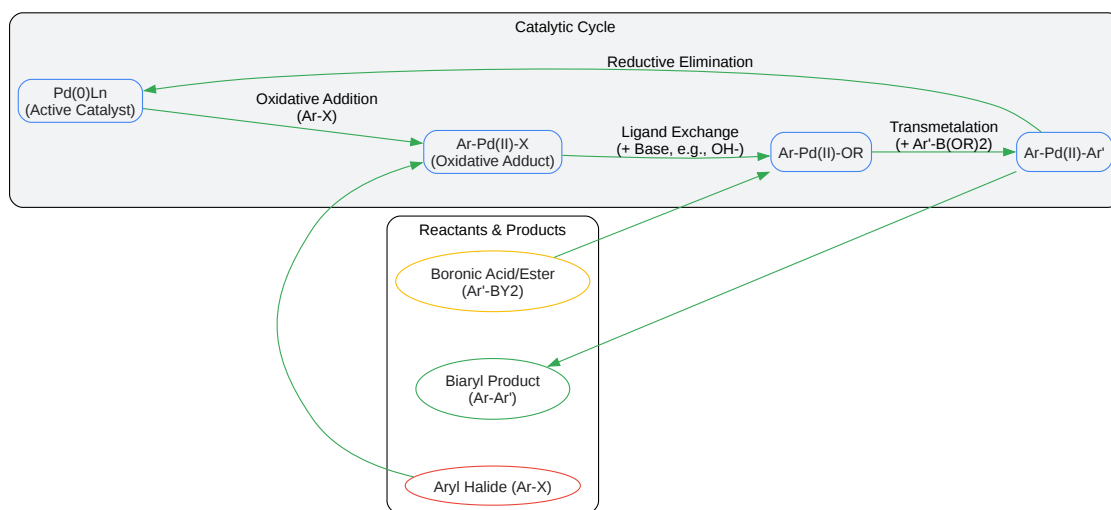 Catalytic Cycle
Reductive Elimination
Pd(0)Ln
(Active Catalyst)
Oxidative Addition
(Ar-X)
Ar-Pd(II)-X
(Oxidative Adduct)
Ligand Exchange
(+ Base, e.g., OH-)
Ar-Pd(II)-OR
Transmetalation
(+ Ar'-B(OR)2)
Ar-Pd(II)-Ar'
Reactants & Products
Boronic Acid/Ester
(Ar'-BY2)
Biaryl Product
(Ar-Ar')
Aryl Halide (Ar-X)